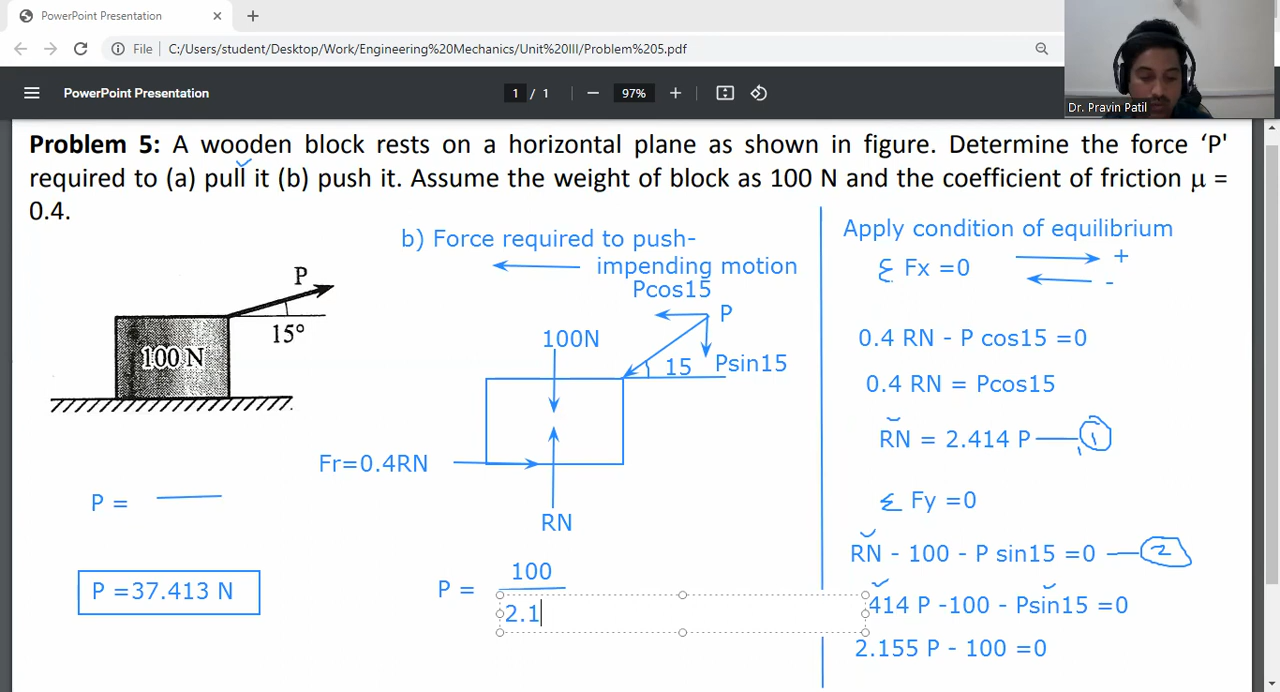 PowerPoint Presentation
File
C:/Users/student/Desktop/Work/Engineering%20Mechanics/Unit%20III/Problem%205.pdf
PowerPoint Presentation
1 / 1
97%
Dr. Pravin Patil
Problem 5: A wooden block rests on a horizontal plane as shown in figure. Determine the force ‘P'
required to (a) pull it (b) push it. Assume the weight of block as 100 N and the coefficient of friction μ =
0.4.
P
15°
100 N
P =
P =37.413 N
b) Force required to push-
impending motion
Pcos15
P
100N
15
Psin15
Fr=0.4RN
RN
P =
100
2.1
Apply condition of equilibrium
Σ Fx =0
+
-
0.4 RN - P cos15 =0
0.4 RN = Pcos15
RN = 2.414 P — 1
Σ Fy =0
RN - 100 - P sin15 =0 — 2
414 P -100 - Psin15 =0
2.155 P - 100 =0